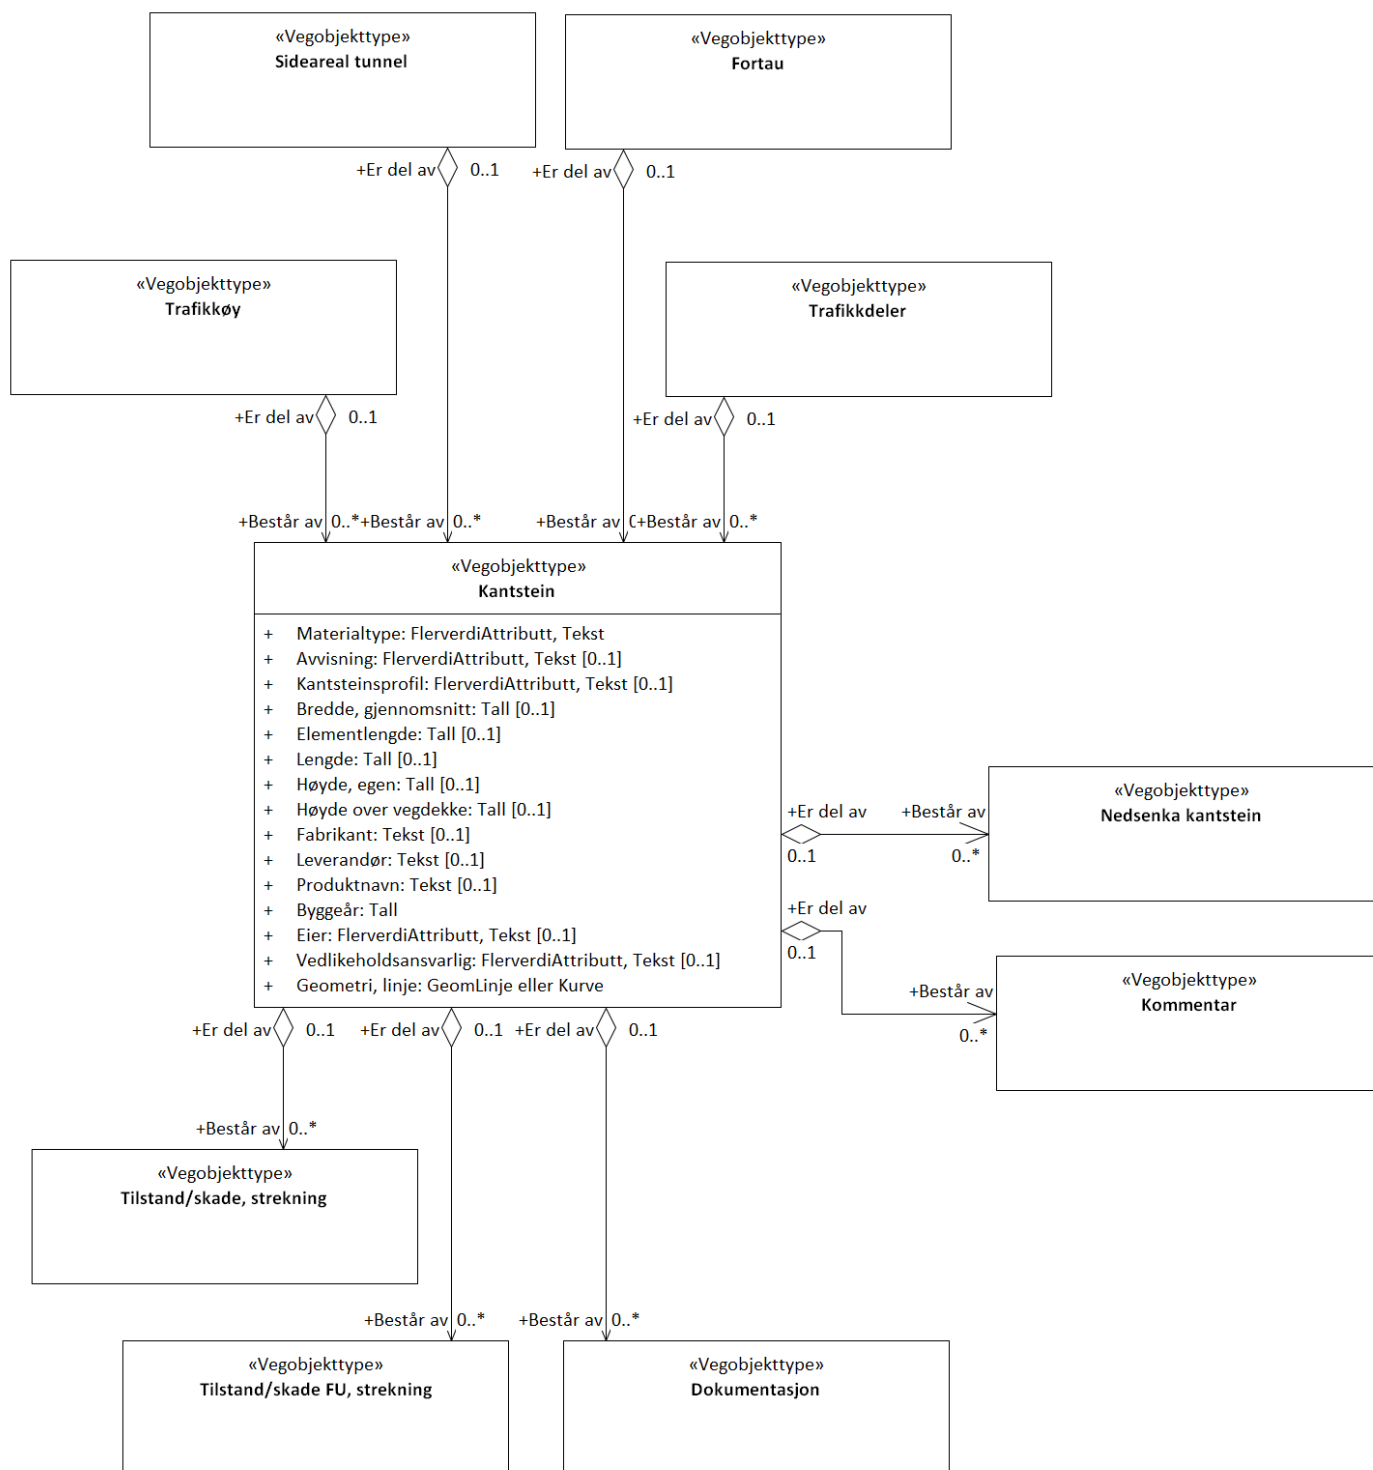 «Vegobjekttype»
Sideareal tunnel
«Vegobjekttype»
Fortau
+Er del av 0..1
+Er del av 0..1
«Vegobjekttype»
Trafikkøy
«Vegobjekttype»
Trafikkdeler
+Er del av 0..1
+Er del av 0..1
+Består av 0..*
+Består av 0..*
+Består av
+Består av 0..*
«Vegobjekttype»
Kantstein
+ Materialtype: FlerverdiAttributt, Tekst
+ Avvisning: FlerverdiAttributt, Tekst [0..1]
+ Kantsteinsprofil: FlerverdiAttributt, Tekst [0..1]
+ Bredde, gjennomsnitt: Tall [0..1]
+ Elementlengde: Tall [0..1]
+ Lengde: Tall [0..1]
+ Høyde, egen: Tall [0..1]
+ Høyde over vegdekke: Tall [0..1]
+ Fabrikant: Tekst [0..1]
+ Leverandør: Tekst [0..1]
+ Produktnavn: Tekst [0..1]
+ Byggeår: Tall
+ Eier: FlerverdiAttributt, Tekst [0..1]
+ Vedlikeholdsansvarlig: FlerverdiAttributt, Tekst [0..1]
+ Geometri, linje: GeomLinje eller Kurve
+Er del av
0..1
+Består av
0..*
«Vegobjekttype»
Nedsenka kantstein
+Er del av
0..1
+Består av
0..*
«Vegobjekttype»
Kommentar
+Er del av 0..1
+Er del av 0..1
+Er del av 0..1
+Består av 0..*
«Vegobjekttype»
Tilstand/skade, strekning
+Består av 0..*
+Består av 0..*
«Vegobjekttype»
Tilstand/skade FU, strekning
«Vegobjekttype»
Dokumentasjon